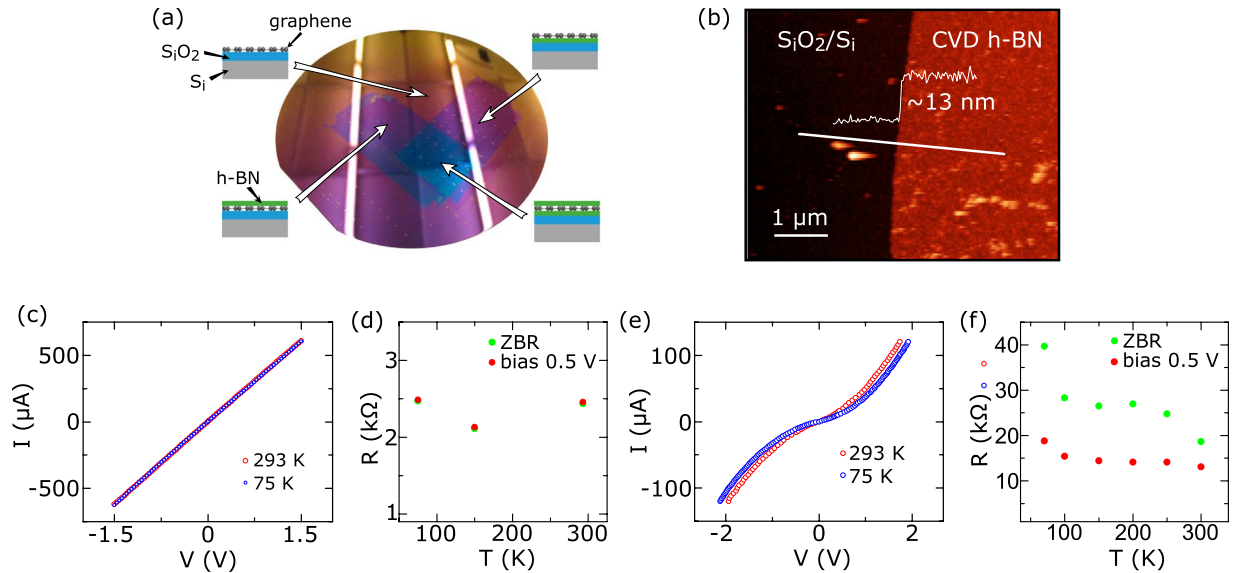 (a)
graphene
SiO2
Si
h-BN
(b)
SiO2/Si
CVD h-BN
~13 nm
1 μm
(c)
I (μA)
500
0
-500
293 K
75 K
-1.5
0
1.5
V (V)
(d)
R (kΩ)
3
2
1
ZBR
bias 0.5 V
100
200
300
T (K)
(e)
I (μA)
100
0
-100
293 K
75 K
-2
0
2
V (V)
(f)
R (kΩ)
40
30
20
10
ZBR
bias 0.5 V
100
200
300
T (K)